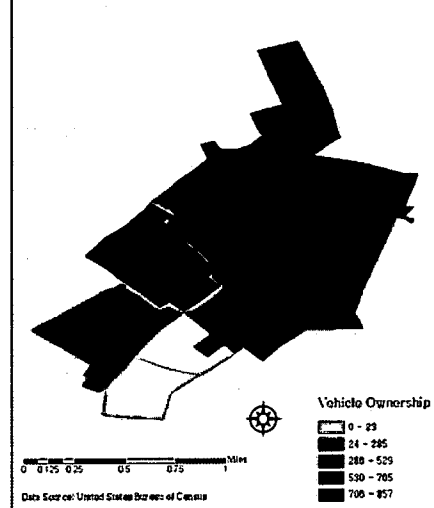 Vehicle Ownership
0 - 23
24 - 285
286 - 529
530 - 705
706 - 857
Miles
0 0.125 0.25 0.5 0.75 1
Data Source: United States Bureau of Census